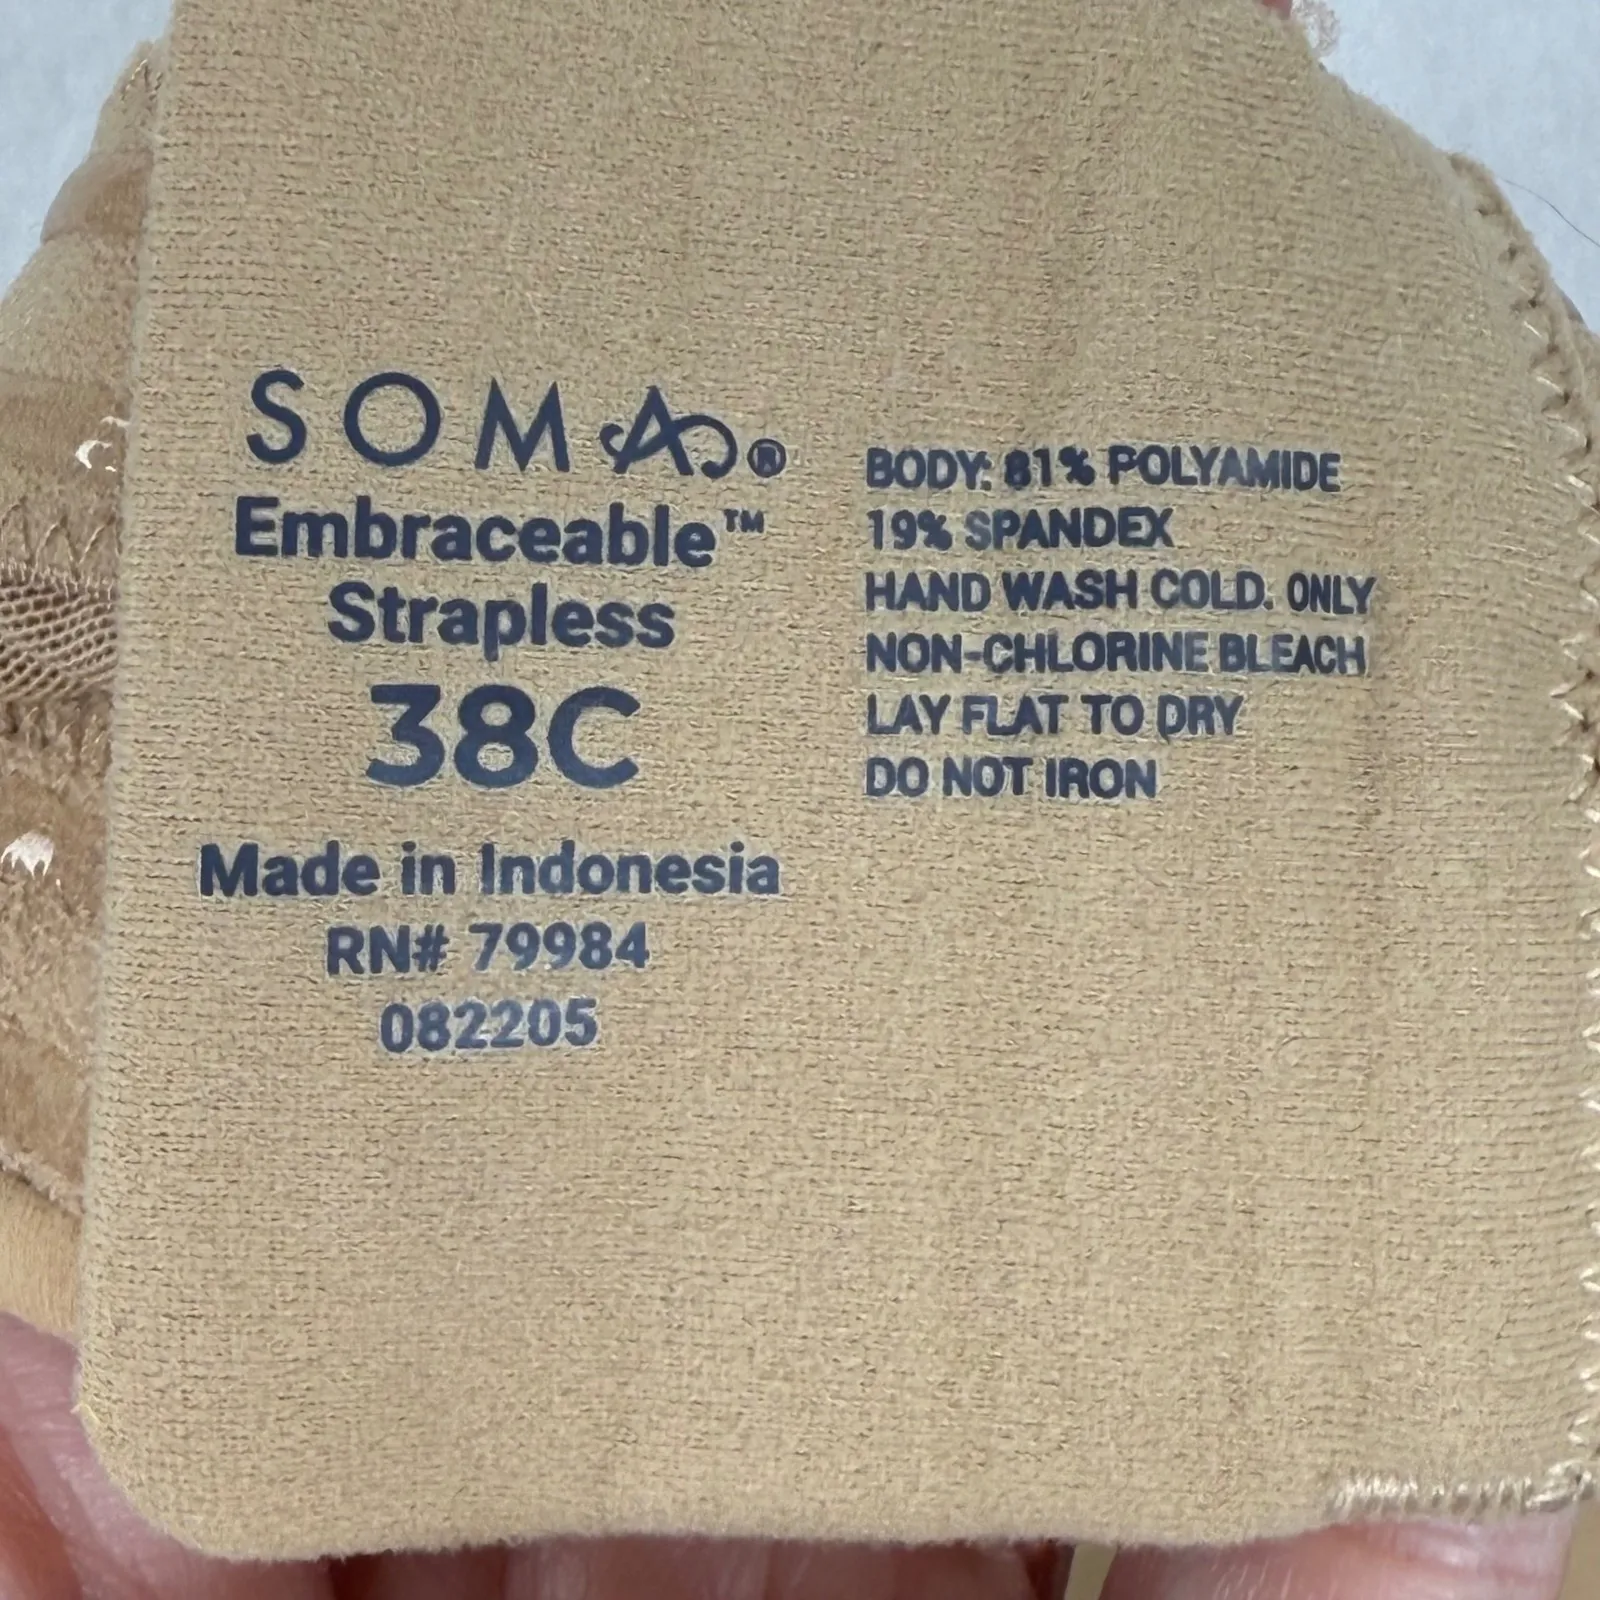 SOMA®
Embraceable™
Strapless
38C
Made in Indonesia
RN# 79984
082205
BODY: 81% POLYAMIDE
19% SPANDEX
HAND WASH COLD. ONLY
NON-CHLORINE BLEACH
LAY FLAT TO DRY
DO NOT IRON